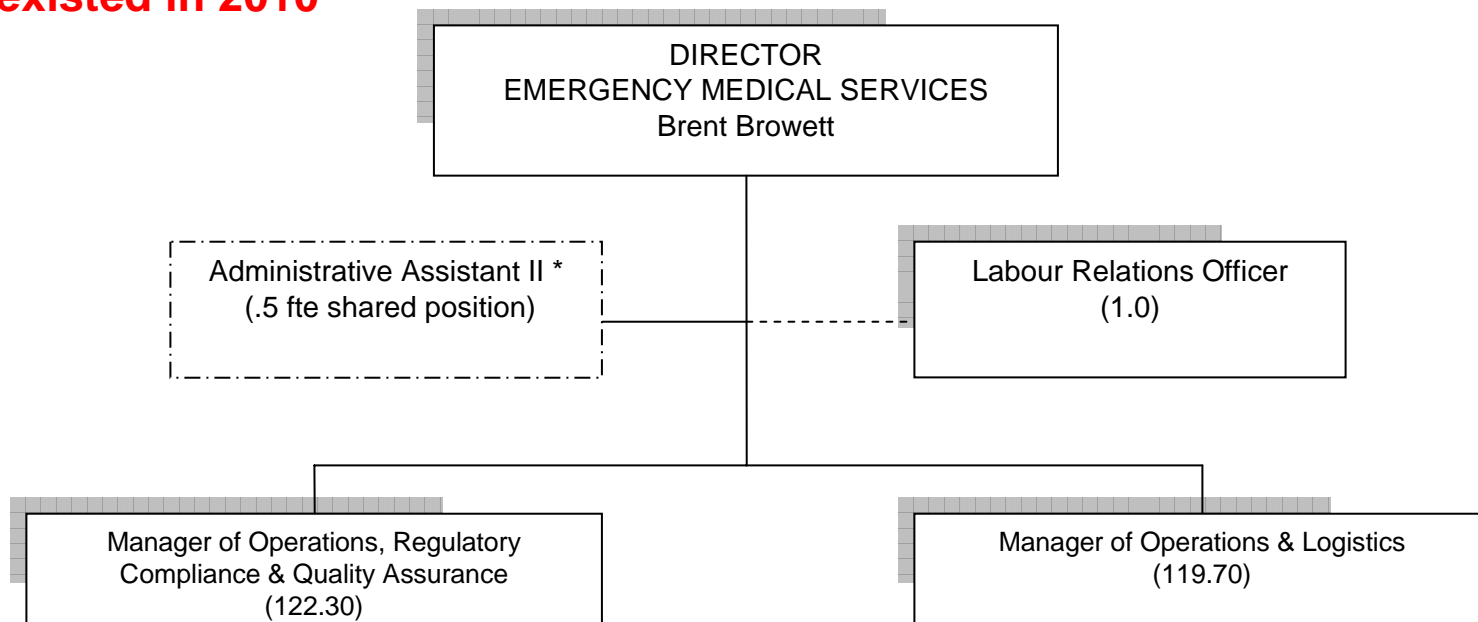 existed in 2010
DIRECTOR
EMERGENCY MEDICAL SERVICES
Brent Browett
Administrative Assistant II *
(.5 fte shared position)
Labour Relations Officer
(1.0)
Manager of Operations, Regulatory
Compliance & Quality Assurance
(122.30)
Manager of Operations & Logistics
(119.70)